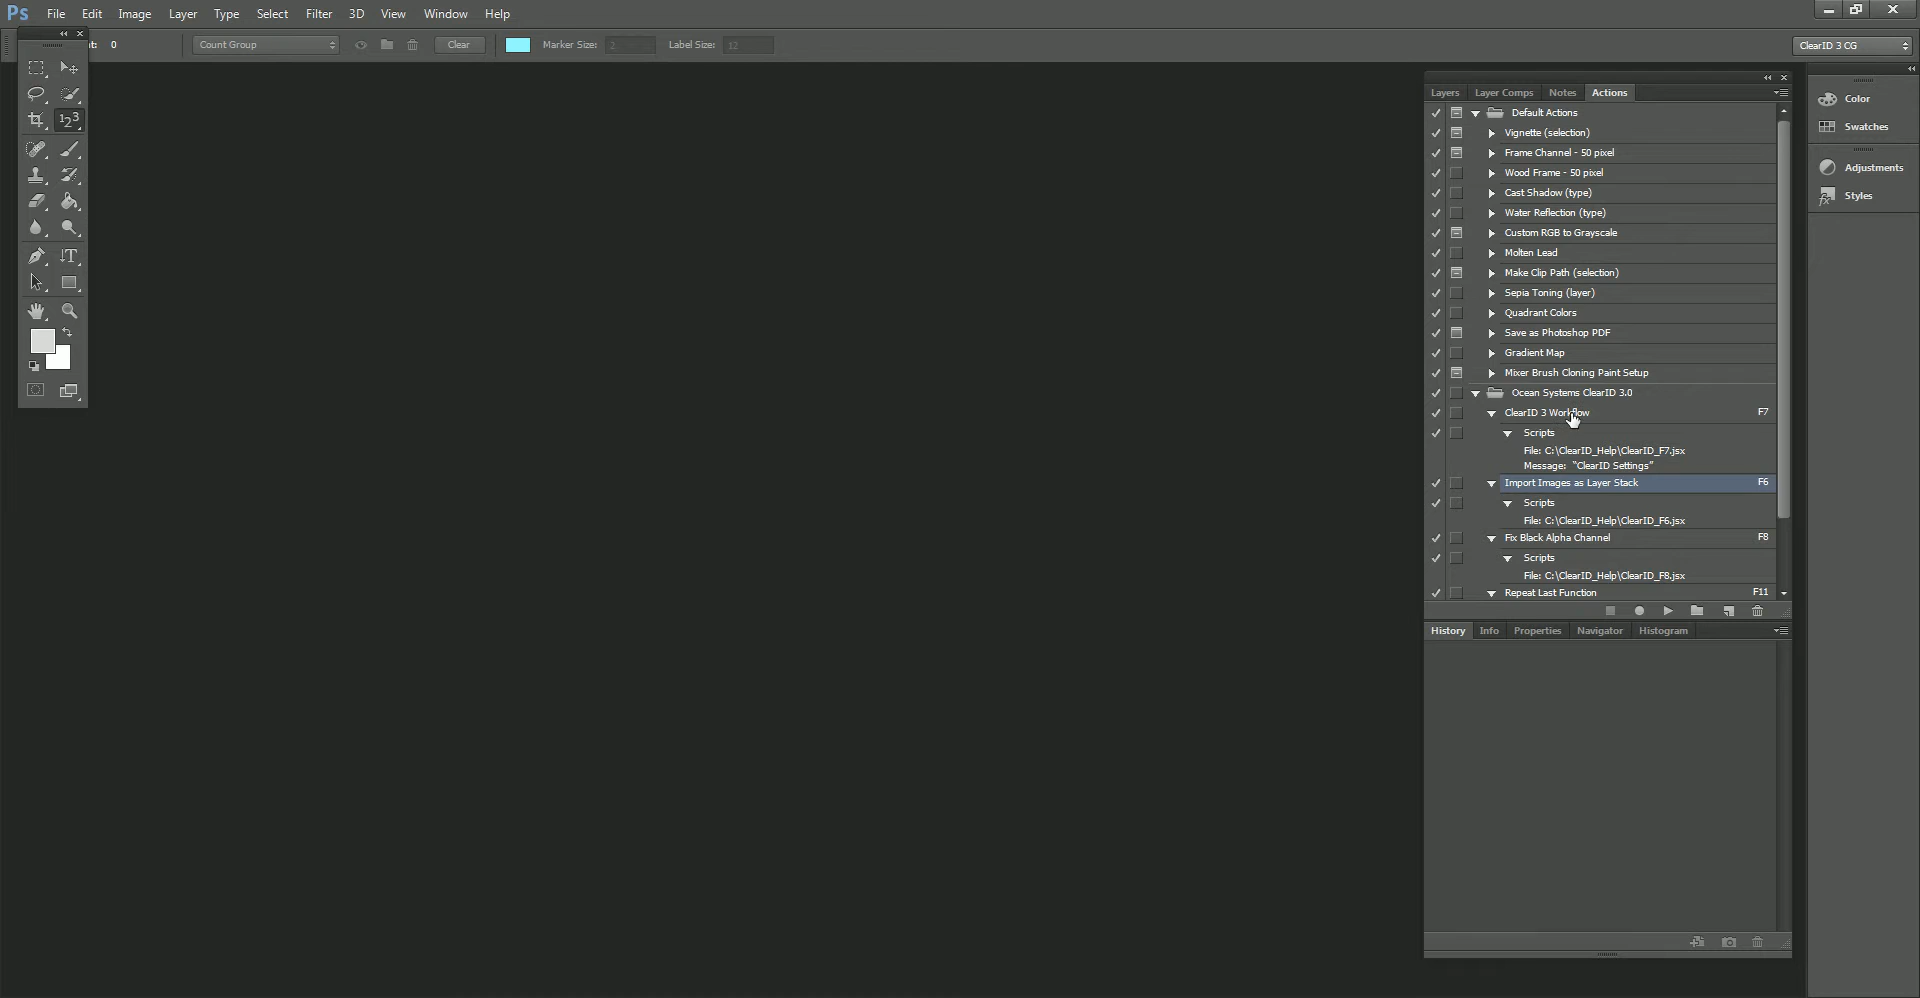 Ps File Edit Image Layer Type Select Filter 3D View Window Help
t: 0 Count Group Clear Marker Size: 2 Label Size: 12 ClearID 3 CG
Layers Layer Comps Notes Actions
Default Actions
Vignette (selection)
Frame Channel - 50 pixel
Wood Frame - 50 pixel
Cast Shadow (type)
Water Reflection (type)
Custom RGB to Grayscale
Molten Lead
Make Clip Path (selection)
Sepia Toning (layer)
Quadrant Colors
Save as Photoshop PDF
Gradient Map
Mixer Brush Cloning Paint Setup
Ocean Systems ClearID 3.0
ClearID 3 Workflow F7
Scripts
File: C:\ClearID_Help\ClearID_F7.jsx
Message: “ClearID Settings”
Import Images as Layer Stack F6
Scripts
File: C:\ClearID_Help\ClearID_F6.jsx
Fix Black Alpha Channel F8
Scripts
File: C:\ClearID_Help\ClearID_F8.jsx
Repeat Last Function F11
History Info Properties Navigator Histogram
Color
Swatches
Adjustments
Styles